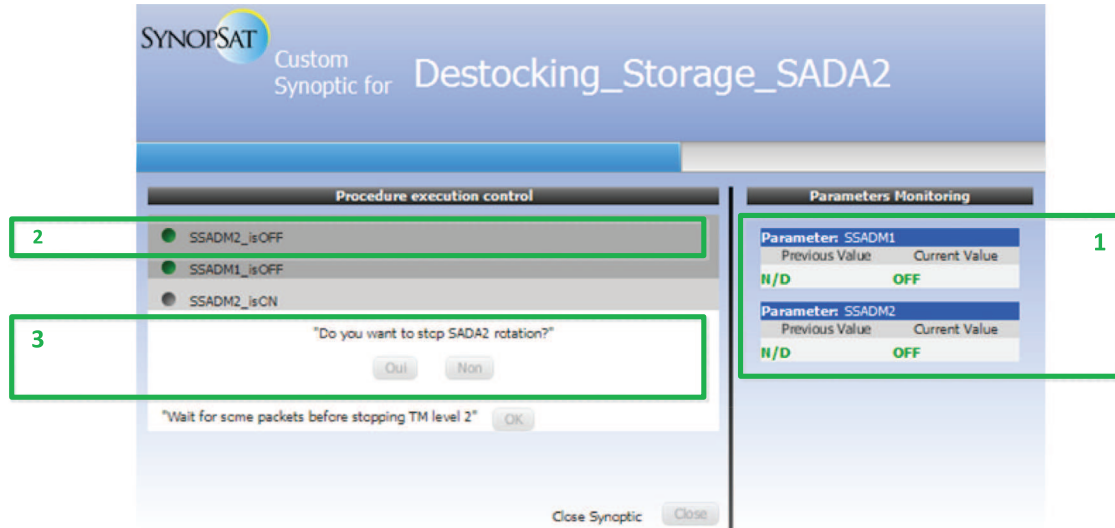 SYNOPSAT
Custom
Synoptic for
Destocking_Storage_SADA2
Procedure execution control
2
SSADM2_isOFF
SSADM1_isOFF
SSADM2_isON
3
"Do you want to stop SADA2 rotation?"
Oui Non
"Wait for some packets before stopping TM level 2" OK
Close Synoptic Close
Parameters Monitoring
1
Parameter: SSADM1
Previous Value Current Value
N/D OFF
Parameter: SSADM2
Previous Value Current Value
N/D OFF